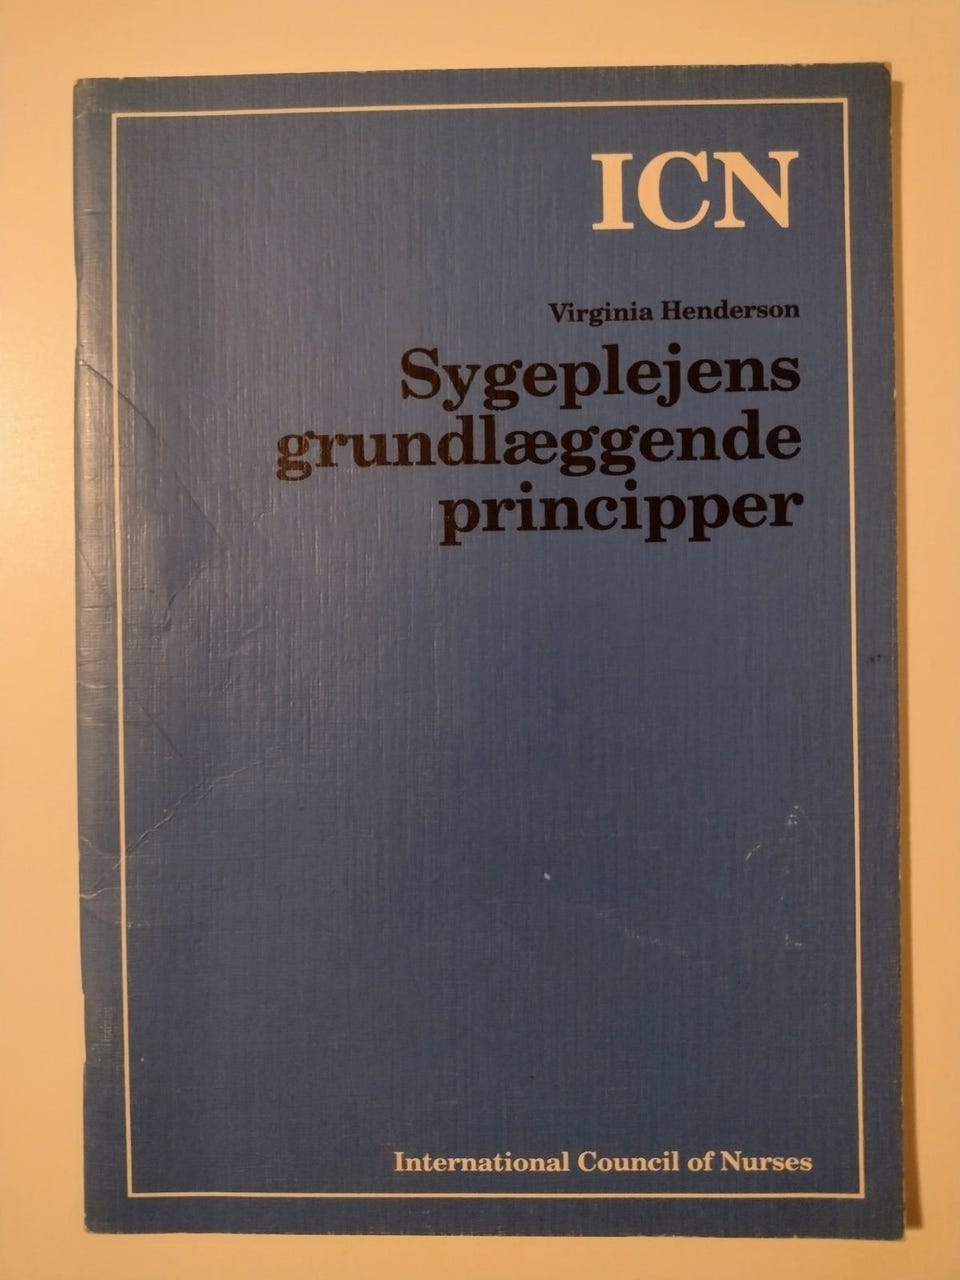 ICN
Virginia Henderson
Sygeplejens
grundlæggende
principper
International Council of Nurses